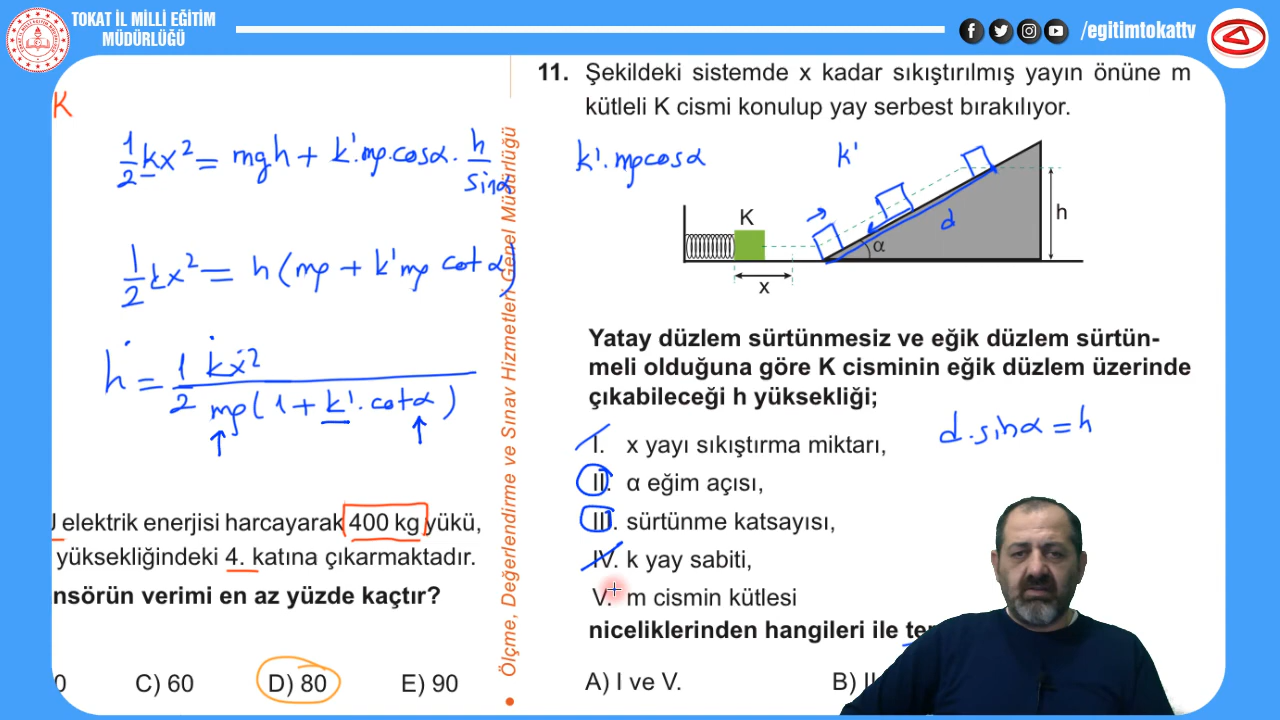 TOKAT İL MİLLİ EĞİTİM
MÜDÜRLÜĞÜ
/egitimtokattv
K
1/2 kx² = mgh + k'.mg.cosα . h/sinα
1/2 kx² = h (mg + k'mg cot α)
h = 1/2 kx² / mg (1 + k'. cotα)
elektrik enerjisi harcayarak 400 kg yükü,
yüksekliğindeki 4. katına çıkarmaktadır.
nsörün verimi en az yüzde kaçtır?
0 C) 60 D) 80 E) 90
Ölçme, Değerlendirme ve Sınav Hizmetleri Genel Müdürlüğü
11. Şekildeki sistemde x kadar sıkıştırılmış yayın önüne m
kütleli K cismi konulup yay serbest bırakılıyor.
k'. mg cosα
k'
K
d
h
α
x
Yatay düzlem sürtünmesiz ve eğik düzlem sürtün-
meli olduğuna göre K cisminin eğik düzlem üzerinde
çıkabileceği h yüksekliği;
d.sinα = h
I. x yayı sıkıştırma miktarı,
II. α eğim açısı,
III. sürtünme katsayısı,
IV. k yay sabiti,
V. m cismin kütlesi
niceliklerinden hangileri ile te
A) I ve V. B) II